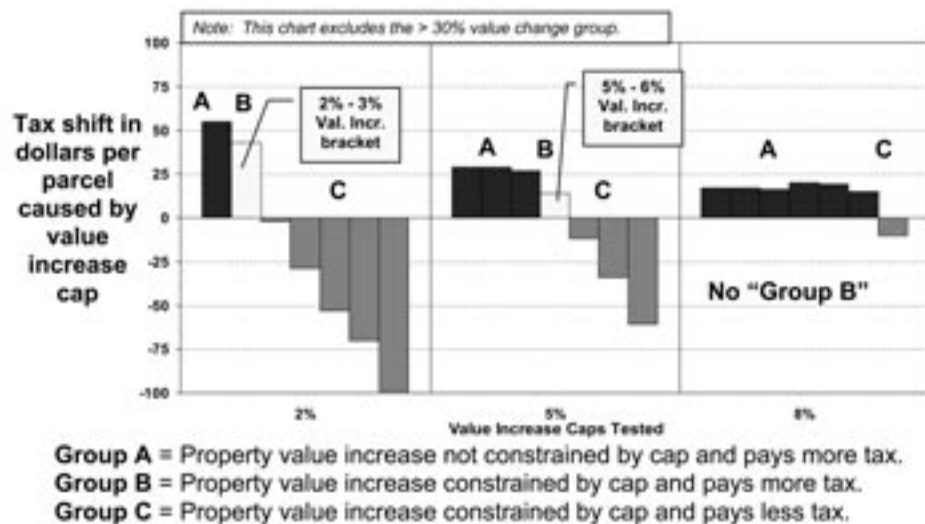 Note: This chart excludes the > 30% value change group.
100
75
50
25
0
-25
-50
-75
-100
Tax shift in
dollars per
parcel
caused by
value
increase
cap
A
B
2% - 3%
Val. Incr.
bracket
C
A
B
5% - 6%
Val. Incr.
bracket
C
A
C
No “Group B”
2%
5%
8%
Value Increase Caps Tested
Group A = Property value increase not constrained by cap and pays more tax.
Group B = Property value increase constrained by cap and pays more tax.
Group C = Property value increase constrained by cap and pays less tax.